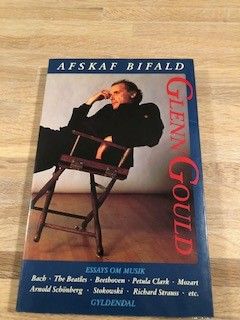 AFSKAF BIFALD
GLENN GOULD
ESSAYS OM MUSIK
Bach · The Beatles · Beethoven · Petula Clark · Mozart
Arnold Schönberg · Stokowski · Richard Strauss · etc.
GYLDENDAL